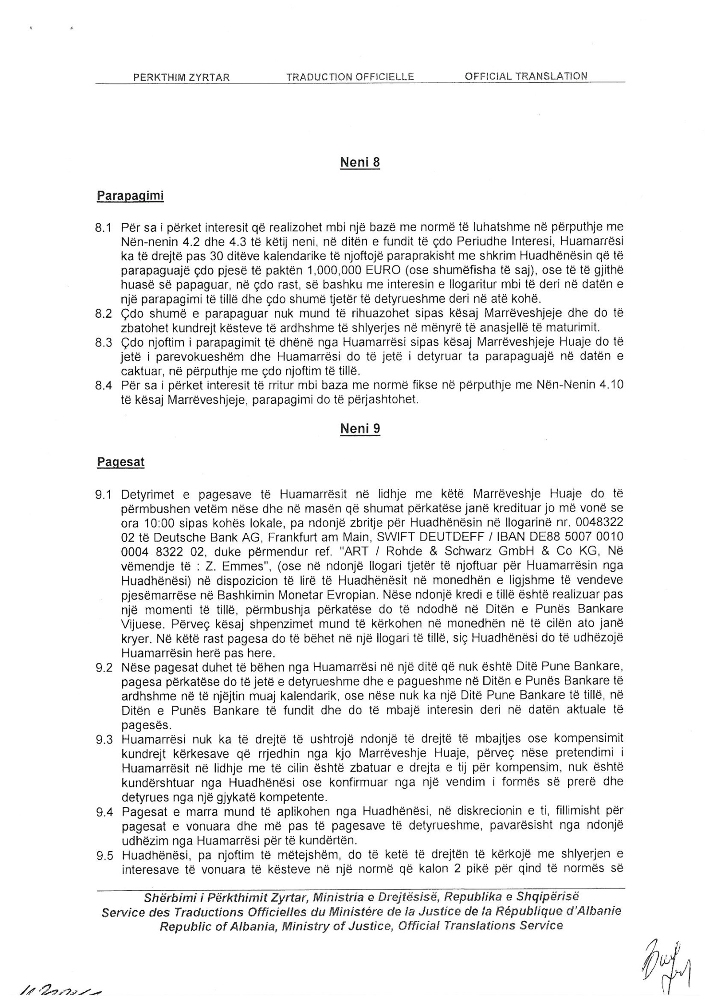 PERKTHIM ZYRTAR TRADUCTION OFFICIELLE OFFICIAL TRANSLATION
Neni 8
Parapagimi
8.1 Për sa i përket interesit që realizohet mbi një bazë me normë të luhatshme në përputhje me
Nën-nenin 4.2 dhe 4.3 të këtij neni, në ditën e fundit të çdo Periudhe Interesi, Huamarrësi
ka të drejtë pas 30 ditëve kalendarike të njoftojë paraprakisht me shkrim Huadhënësin që të
parapaguajë çdo pjesë të paktën 1,000,000 EURO (ose shumëfisha të saj), ose të të gjithë
huasë së papaguar, në çdo rast, së bashku me interesin e llogaritur mbi të deri në datën e
një parapagimi të tillë dhe çdo shumë tjetër të detyrueshme deri në atë kohë.
8.2 Çdo shumë e parapaguar nuk mund të rihuazohet sipas kësaj Marrëveshjeje dhe do të
zbatohet kundrejt kësteve të ardhshme të shlyerjes në mënyrë të anasjellë të maturimit.
8.3 Çdo njoftim i parapagimit të dhënë nga Huamarrësi sipas kësaj Marrëveshjeje Huaje do të
jetë i parevokueshëm dhe Huamarrësi do të jetë i detyruar ta parapaguajë në datën e
caktuar, në përputhje me çdo njoftim të tillë.
8.4 Për sa i përket interesit të rritur mbi baza me normë fikse në përputhje me Nën-Nenin 4.10
të kësaj Marrëveshjeje, parapagimi do të përjashtohet.
Neni 9
Pagesat
9.1 Detyrimet e pagesave të Huamarrësit në lidhje me këtë Marrëveshje Huaje do të
përmbushen vetëm nëse dhe në masën që shumat përkatëse janë kredituar jo më vonë se
ora 10:00 sipas kohës lokale, pa ndonjë zbritje për Huadhënësin në llogarinë nr. 0048322
02 të Deutsche Bank AG, Frankfurt am Main, SWIFT DEUTDEFF / IBAN DE88 5007 0010
0004 8322 02, duke përmendur ref. "ART / Rohde & Schwarz GmbH & Co KG, Në
vëmendje të : Z. Emmes", (ose në ndonjë llogari tjetër të njoftuar për Huamarrësin nga
Huadhënësi) në dispozicion të lirë të Huadhënësit në monedhën e ligjshme të vendeve
pjesëmarrëse në Bashkimin Monetar Evropian. Nëse ndonjë kredi e tillë është realizuar pas
një momenti të tillë, përmbushja përkatëse do të ndodhë në Ditën e Punës Bankare
Vijuese. Përveç kësaj shpenzimet mund të kërkohen në monedhën në të cilën ato janë
kryer. Në këtë rast pagesa do të bëhet në një llogari të tillë, siç Huadhënësi do të udhëzojë
Huamarrësin herë pas here.
9.2 Nëse pagesat duhet të bëhen nga Huamarrësi në një ditë që nuk është Ditë Pune Bankare,
pagesa përkatëse do të jetë e detyrueshme dhe e pagueshme në Ditën e Punës Bankare të
ardhshme në të njëjtin muaj kalendarik, ose nëse nuk ka një Ditë Pune Bankare të tillë, në
Ditën e Punës Bankare të fundit dhe do të mbajë interesin deri në datën aktuale të
pagesës.
9.3 Huamarrësi nuk ka të drejtë të ushtrojë ndonjë të drejtë të mbajtjes ose kompensimit
kundrejt kërkesave që rrjedhin nga kjo Marrëveshje Huaje, përveç nëse pretendimi i
Huamarrësit në lidhje me të cilin është zbatuar e drejta e tij për kompensim, nuk është
kundërshtuar nga Huadhënësi ose konfirmuar nga një vendim i formës së prerë dhe
detyrues nga një gjykatë kompetente.
9.4 Pagesat e marra mund të aplikohen nga Huadhënësi, në diskrecionin e ti, fillimisht për
pagesat e vonuara dhe më pas të pagesave të detyrueshme, pavarësisht nga ndonjë
udhëzim nga Huamarrësi për të kundërtën.
9.5 Huadhënësi, pa njoftim të mëtejshëm, do të ketë të drejtën të kërkojë me shlyerjen e
interesave të vonuara të kësteve në një normë që kalon 2 pikë për qind të normës së
Shërbimi i Përkthimit Zyrtar, Ministria e Drejtësisë, Republika e Shqipërisë
Service des Traductions Officielles du Ministére de la Justice de la République d'Albanie
Republic of Albania, Ministry of Justice, Official Translations Service